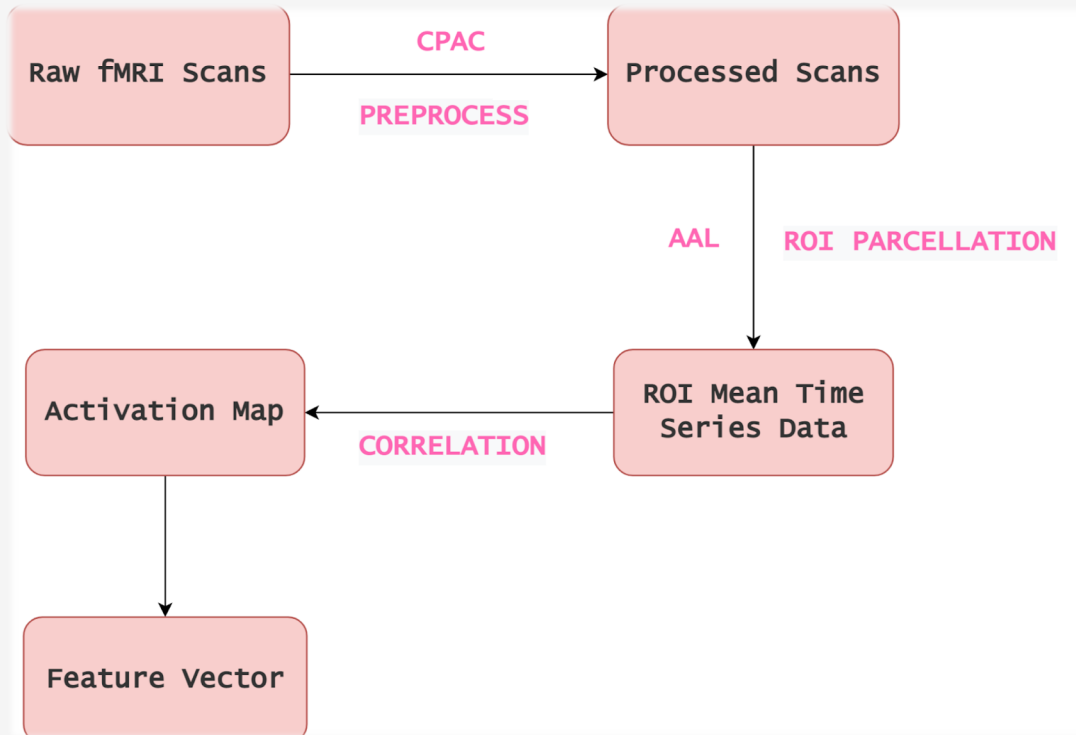 Raw fMRI Scans
CPAC
PREPROCESS
Processed Scans
AAL
ROI PARCELLATION
ROI Mean Time
Series Data
CORRELATION
Activation Map
Feature Vector